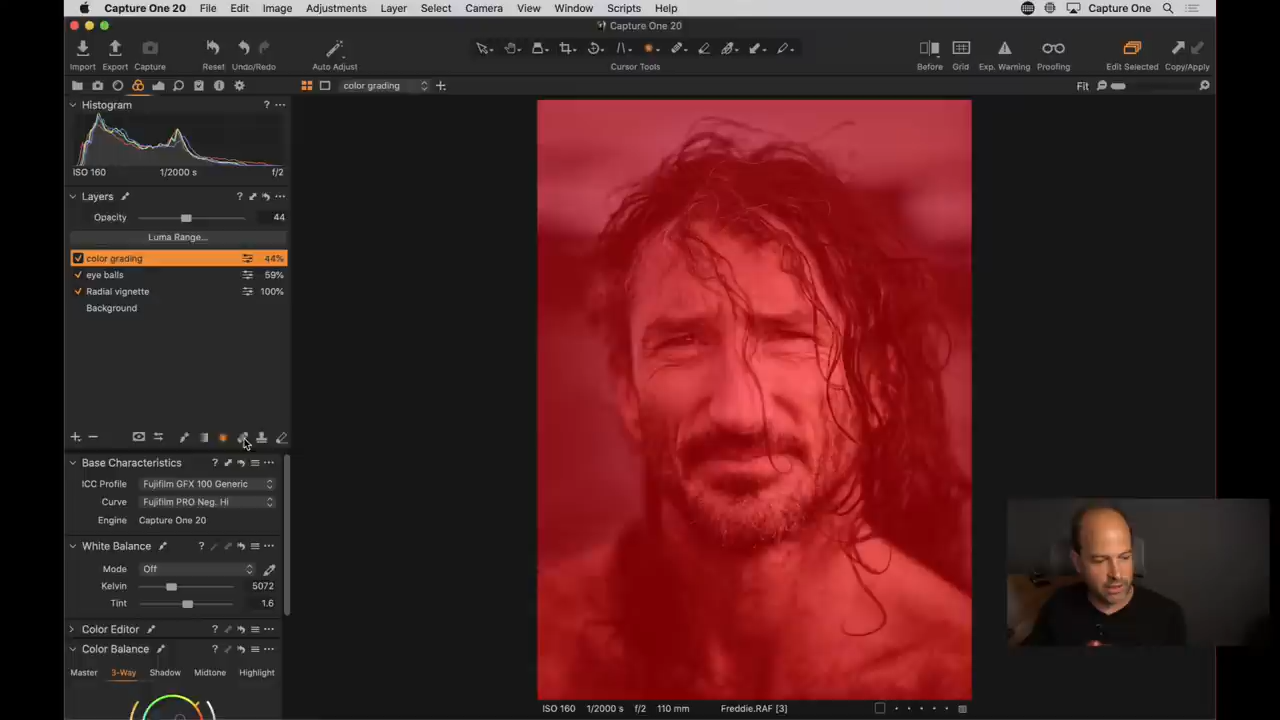 Capture One 20 File Edit Image Adjustments Layer Select Camera View Window Scripts Help Capture One
Capture One 20
Import Export Capture Reset Undo/Redo Auto Adjust Cursor Tools Before Grid Exp. Warning Proofing Edit Selected Copy/Apply
color grading Fit
Histogram ? ...
ISO 160 1/2000 s f/2
Layers ? ...
Opacity 44
Luma Range...
color grading 44%
eye balls 59%
Radial vignette 100%
Background
Base Characteristics ? ...
ICC Profile Fujifilm GFX 100 Generic
Curve Fujifilm PRO Neg. Hi
Engine Capture One 20
White Balance ? ...
Mode Off
Kelvin 5072
Tint 1.6
Color Editor ? ...
Color Balance ? ...
Master 3-Way Shadow Midtone Highlight
ISO 160 1/2000 s f/2 110 mm Freddie.RAF [3]